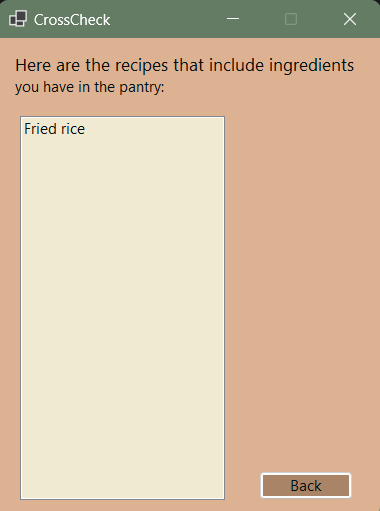 CrossCheck
Here are the recipes that include ingredients
you have in the pantry:
Fried rice
Back